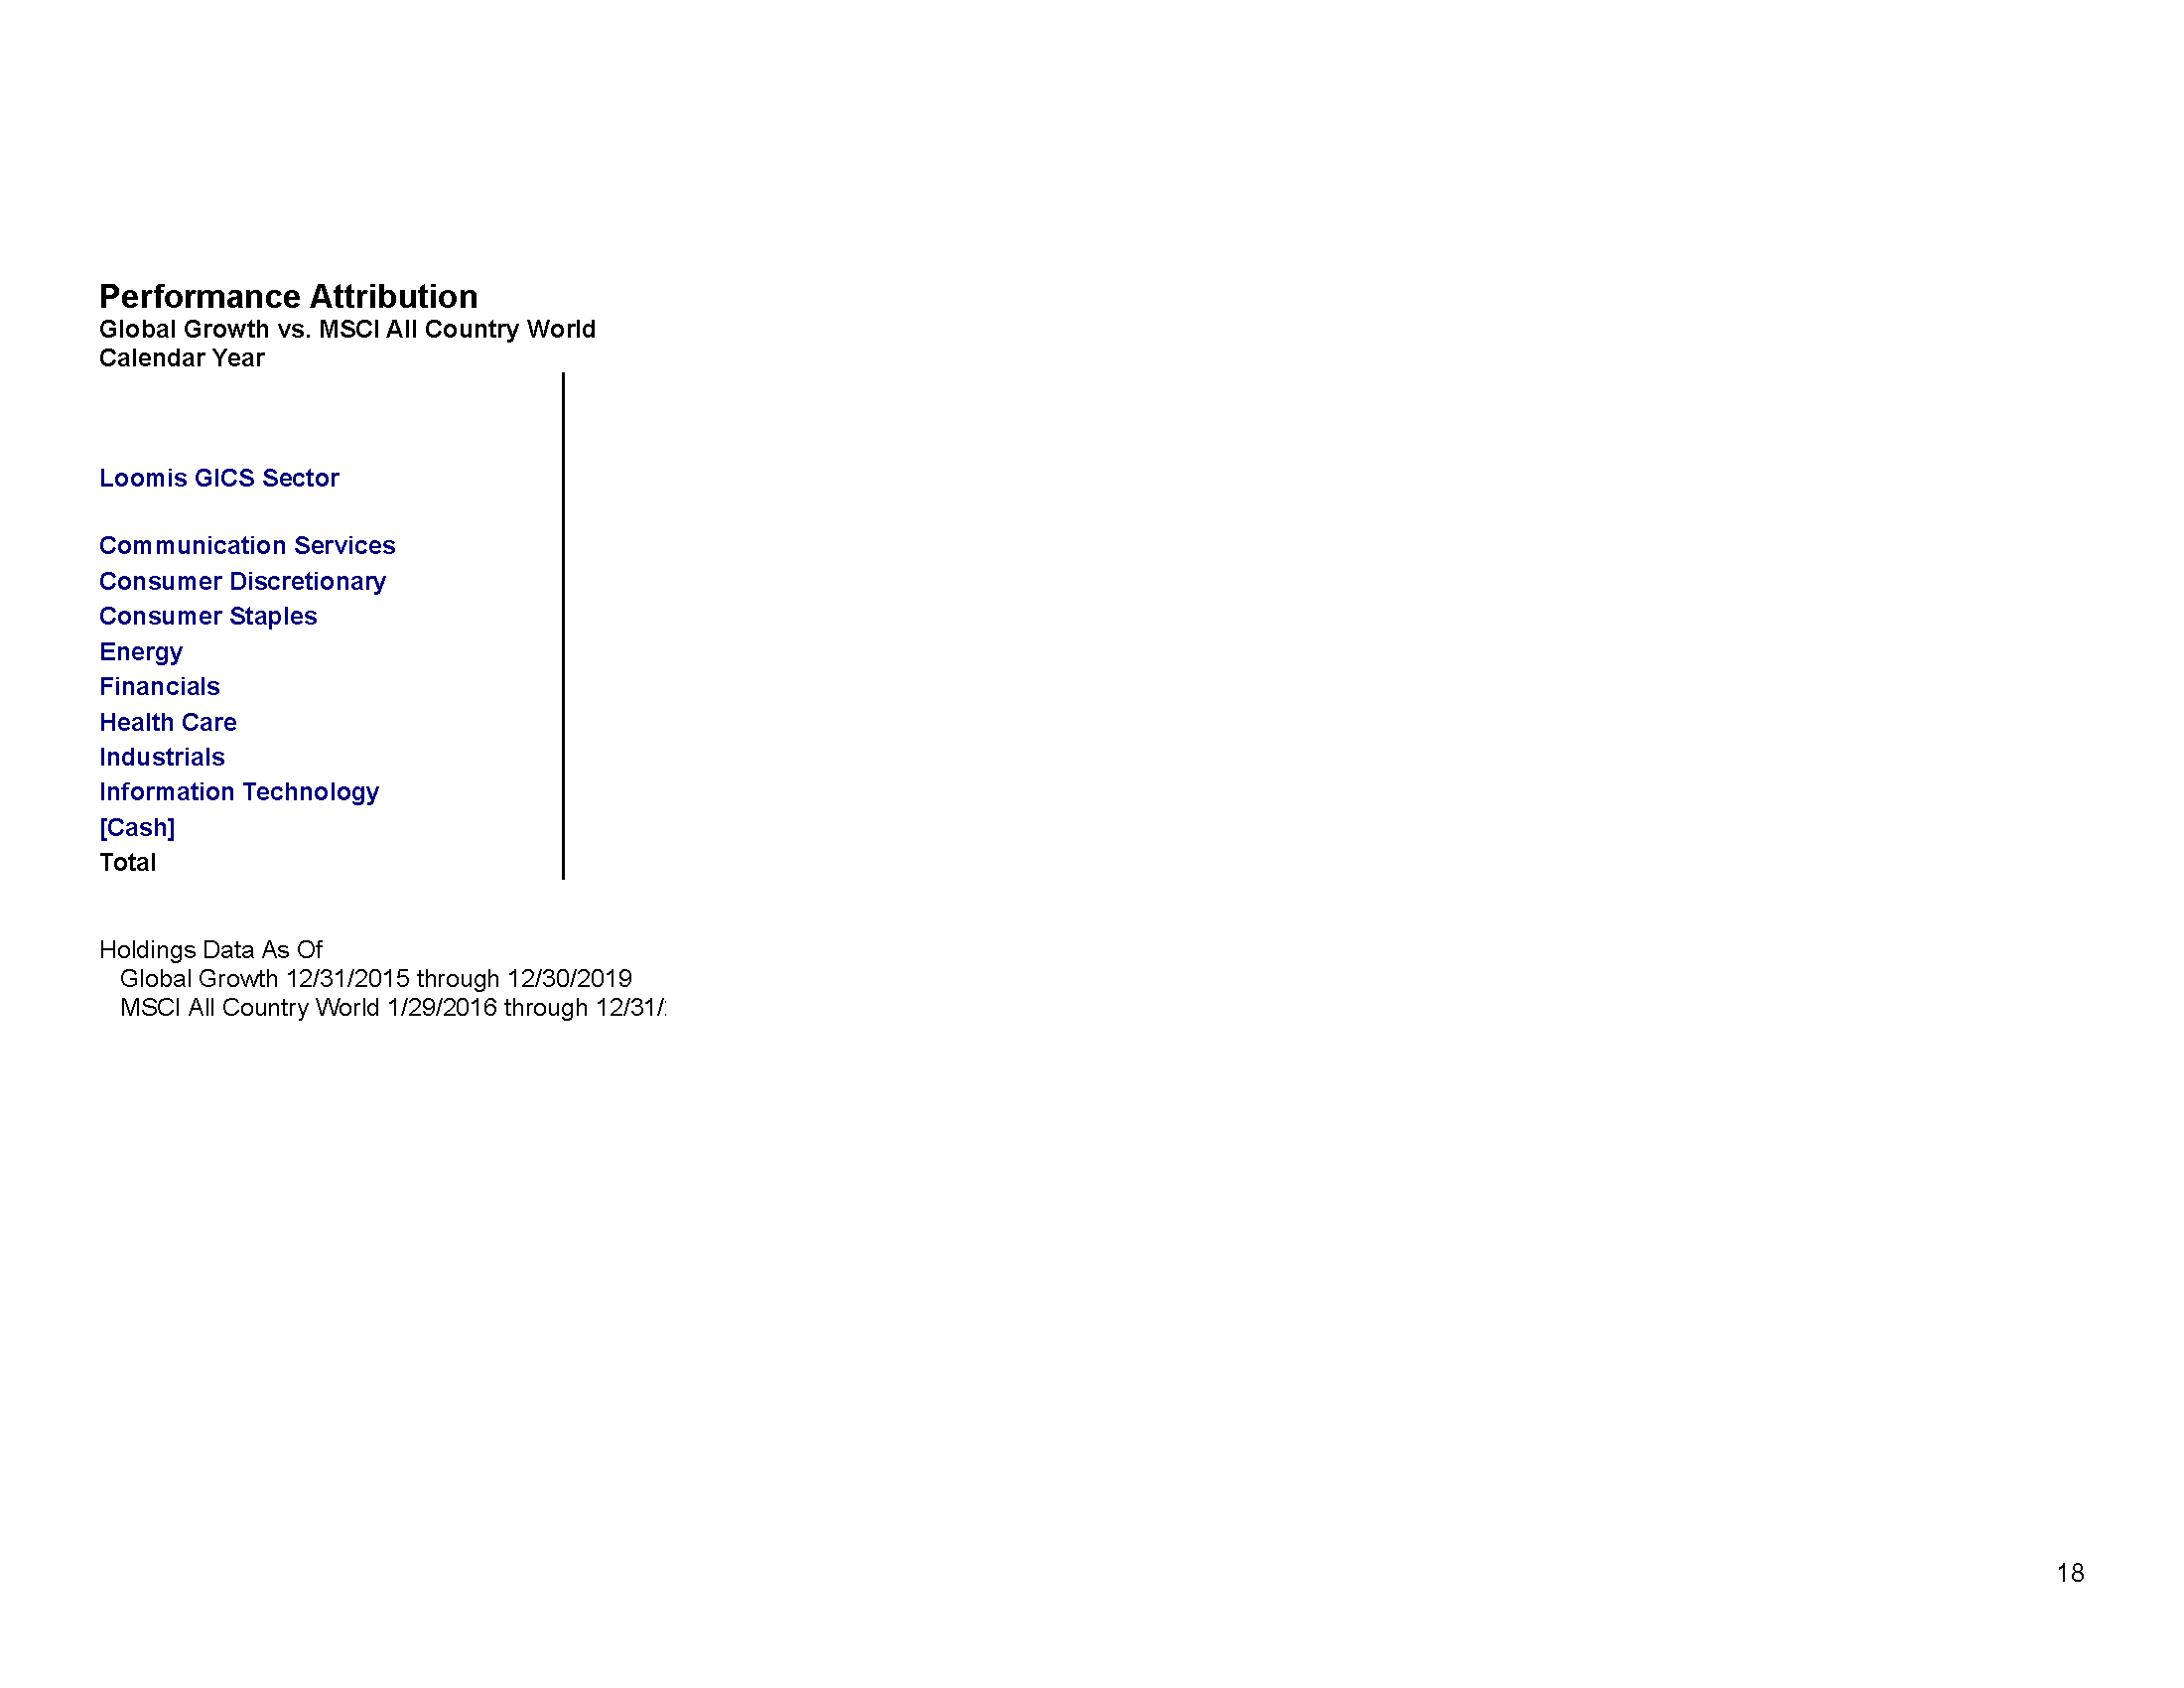 Performance Attribution
Global Growth vs. MSCI All Country World
Calendar Year
Loomis GICS Sector
Communication Services
Consumer Discretionary
Consumer Staples
Energy
Financials
Health Care
Industrials
Information Technology
[Cash]
Total
Holdings Data As Of
Global Growth 12/31/2015 through 12/30/2019
MSCI All Country World 1/29/2016 through 12/31/
18